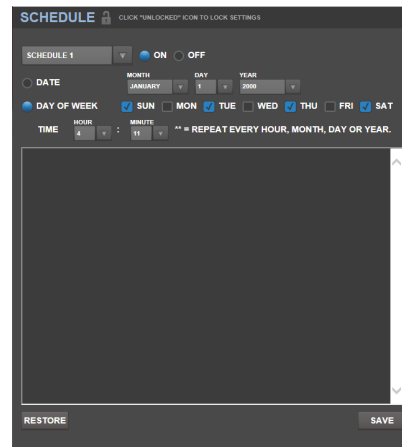 SCHEDULE CLICK "UNLOCKED" ICON TO LOCK SETTINGS
SCHEDULE 1 ON OFF
MONTH DAY YEAR
DATE JANUARY 1 2000
DAY OF WEEK SUN MON TUE WED THU FRI SAT
HOUR MINUTE
TIME 4 : 11 ** = REPEAT EVERY HOUR, MONTH, DAY OR YEAR.
RESTORE SAVE